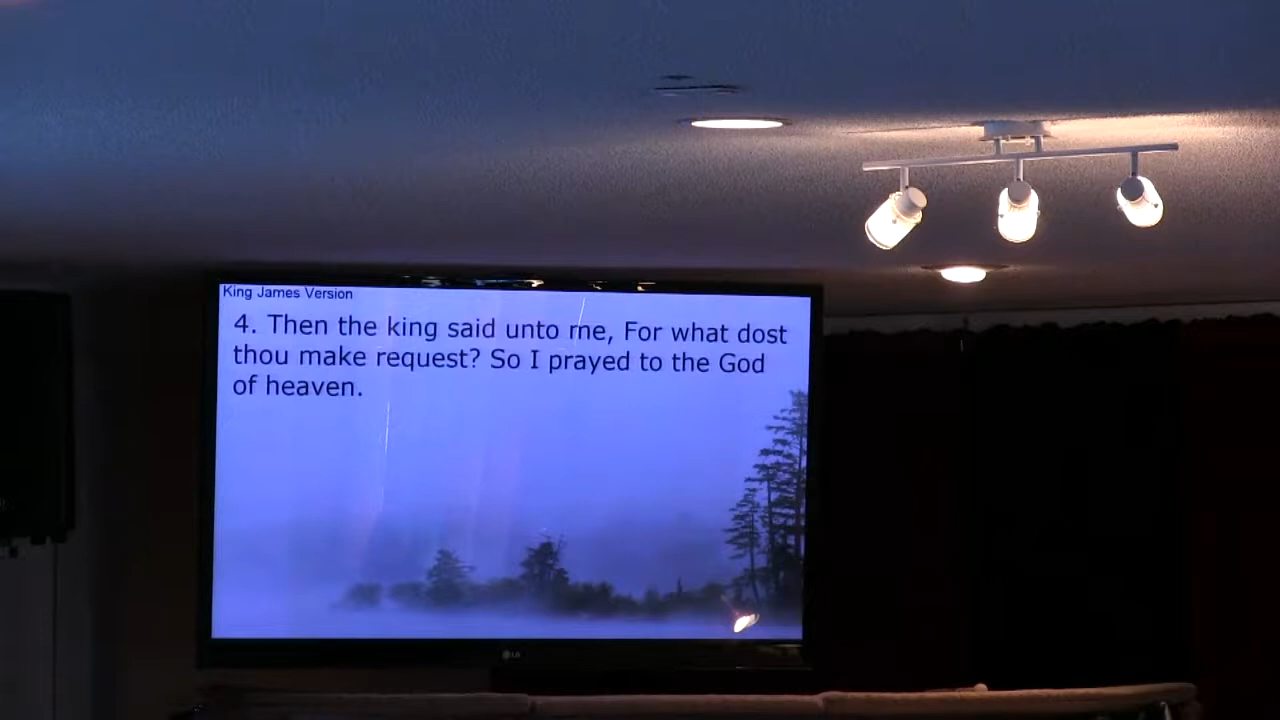 King James Version
4. Then the king said unto me, For what dost
thou make request? So I prayed to the God
of heaven.
LG